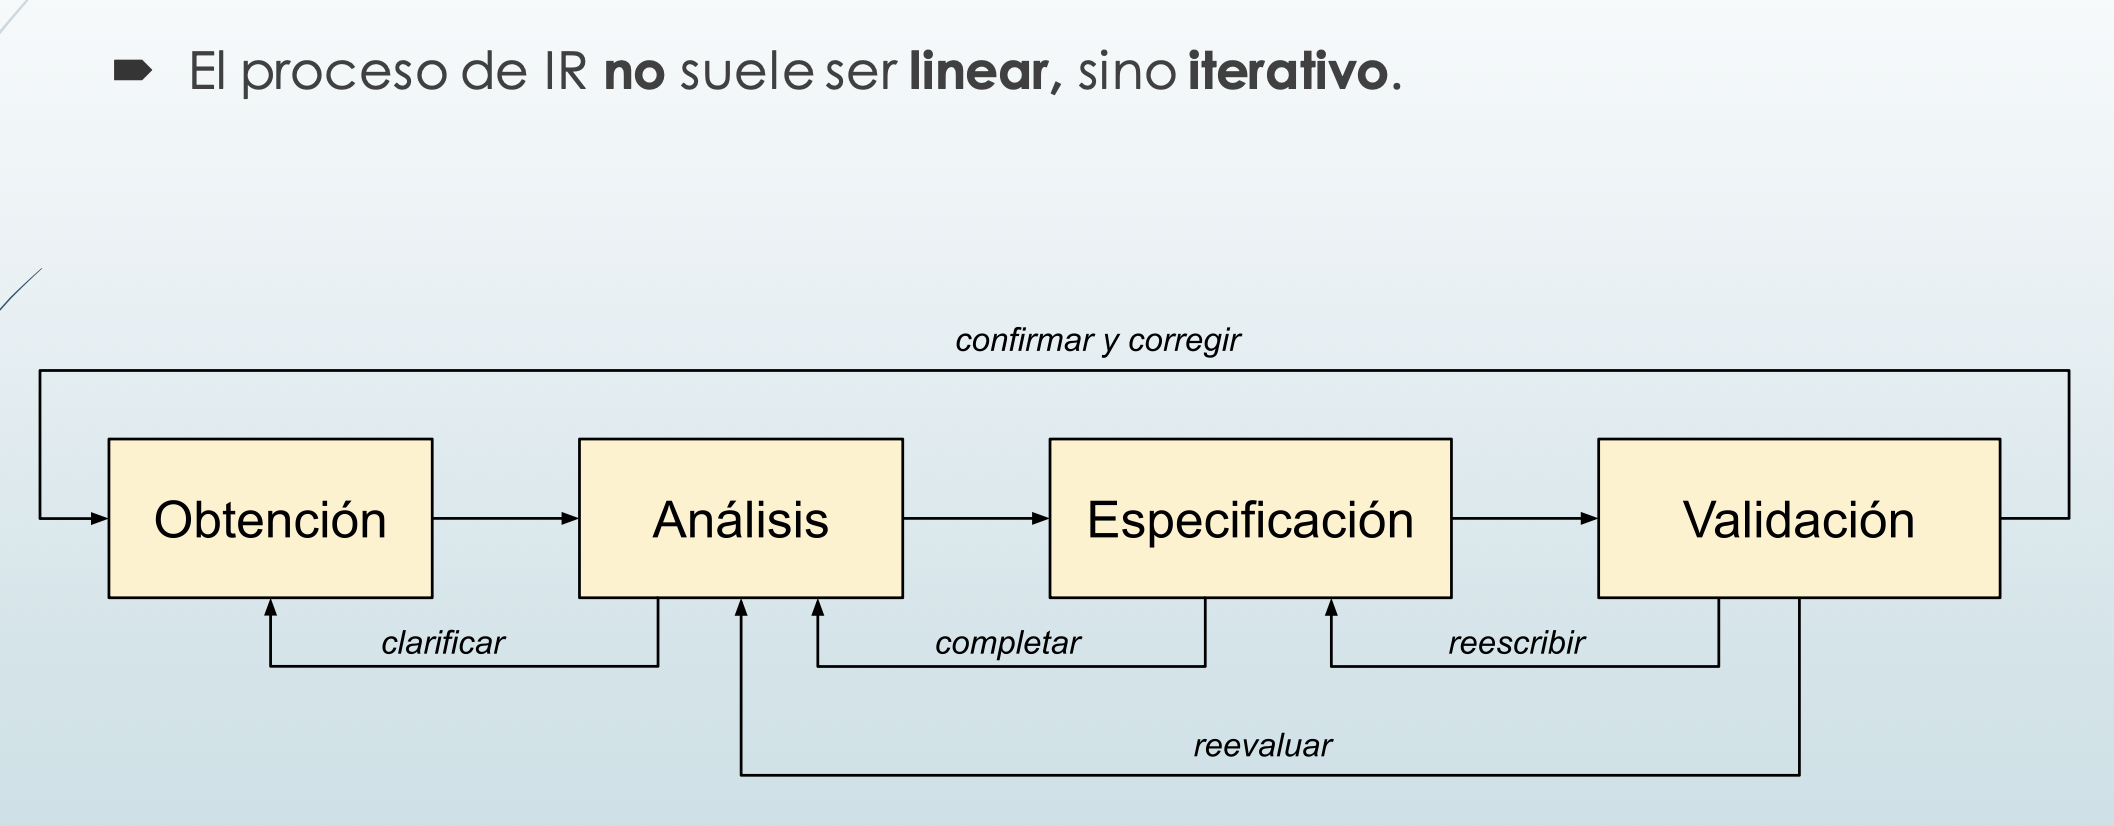 El proceso de IR no suele ser linear, sino iterativo.
confirmar y corregir
Obtención
Análisis
Especificación
Validación
clarificar
completar
reescribir
reevaluar